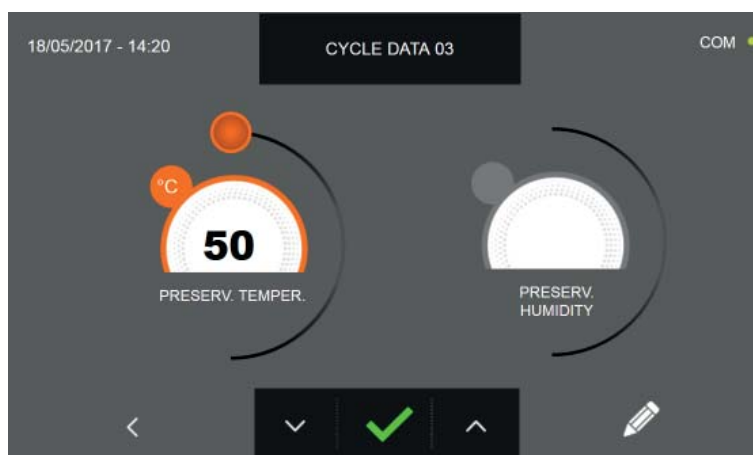 18/05/2017 - 14:20
CYCLE DATA 03
COM
°C
50
PRESERV. TEMPER.
PRESERV.
HUMIDITY